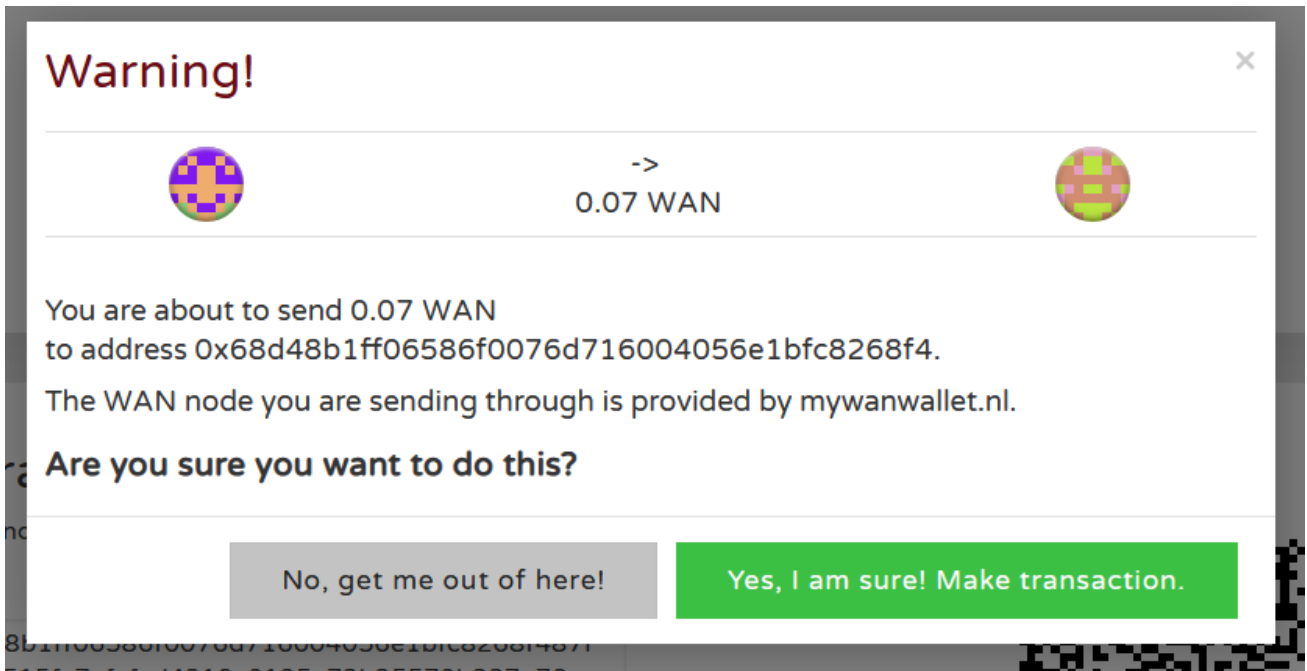 Warning!
×
->
0.07 WAN
You are about to send 0.07 WAN
to address 0x68d48b1ff06586f0076d716004056e1bfc8268f4.
The WAN node you are sending through is provided by mywanwallet.nl.
Are you sure you want to do this?
No, get me out of here!
Yes, I am sure! Make transaction.